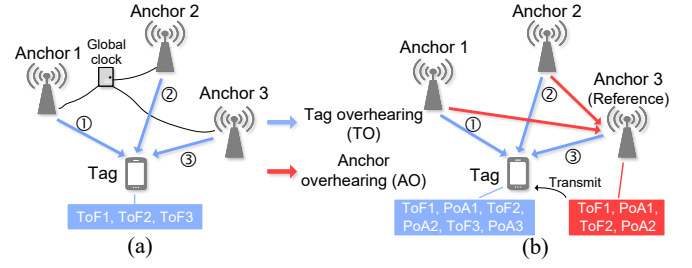 Anchor 2
Global
clock
Anchor 1
②
Anchor 3
①
③
Tag
ToF1, ToF2, ToF3
(a)
Tag overhearing
(TO)
Anchor
overhearing (AO)
Anchor 2
Anchor 1
Anchor 3
(Reference)
②
①
③
Tag
Transmit
ToF1, PoA1, ToF2,
PoA2, ToF3, PoA3
ToF1, PoA1,
ToF2, PoA2
(b)